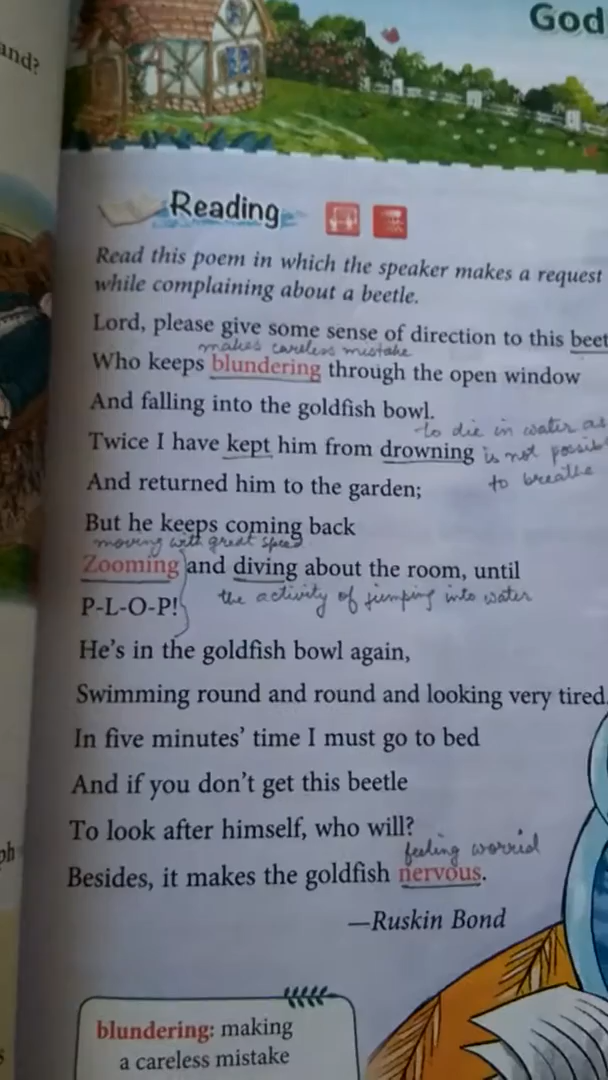 and?
God
Reading
Read this poem in which the speaker makes a request
while complaining about a beetle.
Lord, please give some sense of direction to this beet
makes careless mistake
Who keeps blundering through the open window
And falling into the goldfish bowl.
to die in water as
Twice I have kept him from drowning
is not possib
And returned him to the garden;
to breathe
But he keeps coming back
moving with great speed
Zooming and diving about the room, until
P-L-O-P!
the activity of jumping into water
He's in the goldfish bowl again,
Swimming round and round and looking very tired.
In five minutes' time I must go to bed
And if you don't get this beetle
To look after himself, who will?
ph
feeling worrid
Besides, it makes the goldfish nervous.
—Ruskin Bond
blundering: making
a careless mistake
s